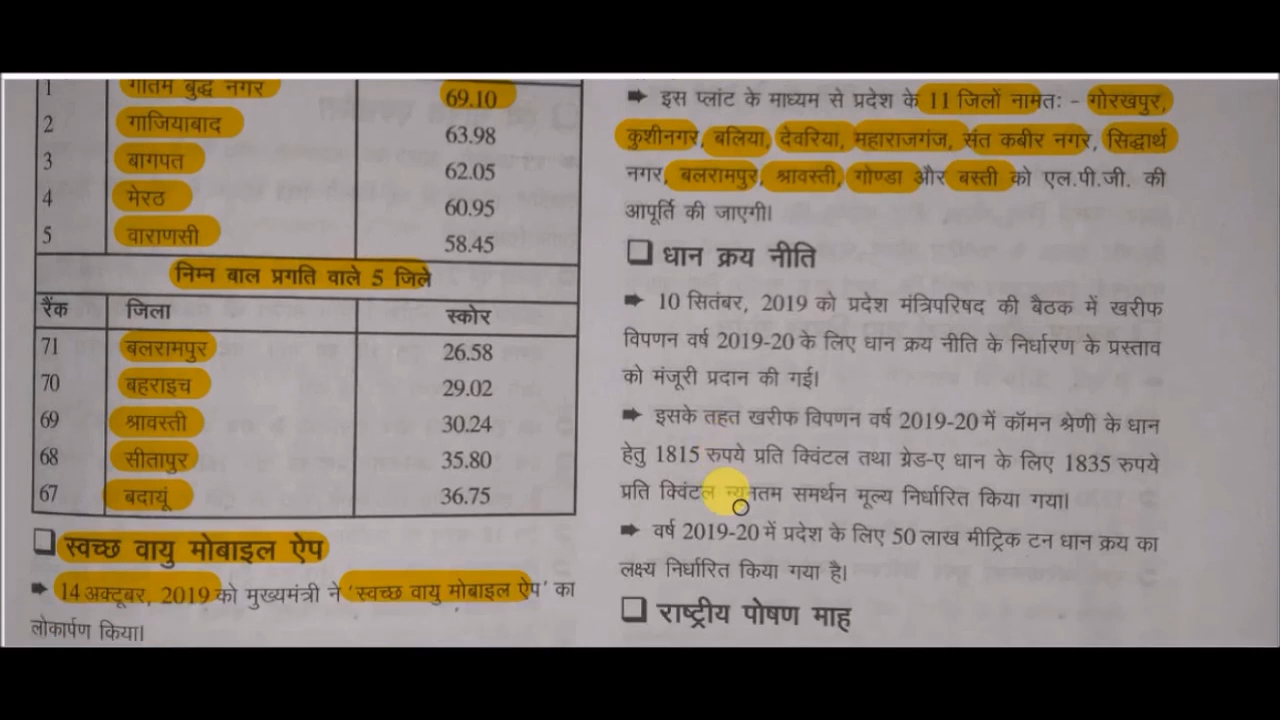 1 गौतम बुद्ध नगर 69.10
2 गाजियाबाद 63.98
3 बागपत 62.05
4 मेरठ 60.95
5 वाराणसी 58.45
निम्न बाल प्रगति वाले 5 जिले
रैंक जिला स्कोर
71 बलरामपुर 26.58
70 बहराइच 29.02
69 श्रावस्ती 30.24
68 सीतापुर 35.80
67 बदायूं 36.75
❑ स्वच्छ वायु मोबाइल ऐप
➨ 14 अक्टूबर, 2019 को मुख्यमंत्री ने 'स्वच्छ वायु मोबाइल ऐप' का
लोकार्पण किया।
➨ इस प्लांट के माध्यम से प्रदेश के 11 जिलों नामतः - गोरखपुर,
कुशीनगर, बलिया, देवरिया, महाराजगंज, संत कबीर नगर, सिद्धार्थ
नगर, बलरामपुर, श्रावस्ती, गोण्डा और बस्ती को एल.पी.जी. की
आपूर्ति की जाएगी।
❑ धान क्रय नीति
➨ 10 सितंबर, 2019 को प्रदेश मंत्रिपरिषद की बैठक में खरीफ
विपणन वर्ष 2019-20 के लिए धान क्रय नीति के निर्धारण के प्रस्ताव
को मंजूरी प्रदान की गई।
➨ इसके तहत खरीफ विपणन वर्ष 2019-20 में कॉमन श्रेणी के धान
हेतु 1815 रुपये प्रति क्विंटल तथा ग्रेड-ए धान के लिए 1835 रुपये
प्रति क्विंटल न्यूनतम समर्थन मूल्य निर्धारित किया गया।
➨ वर्ष 2019-20 में प्रदेश के लिए 50 लाख मीट्रिक टन धान क्रय का
लक्ष्य निर्धारित किया गया है।
❑ राष्ट्रीय पोषण माह